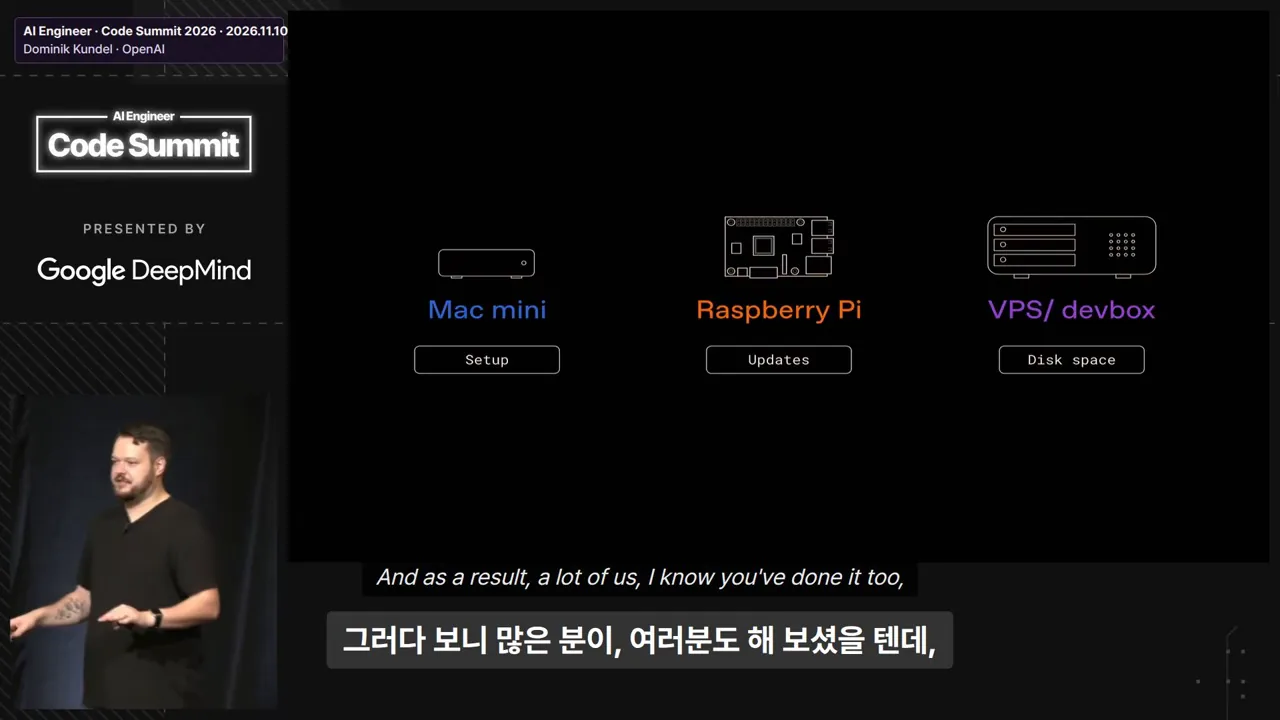 AI Engineer · Code Summit 2026 · 2026.11.10
Dominik Kundel · OpenAI
AI Engineer
Code Summit
PRESENTED BY
Google DeepMind
Mac mini
Raspberry Pi
VPS/ devbox
Setup
Updates
Disk space
And as a result, a lot of us, I know you've done it too,
그러다 보니 많은 분이, 여러분도 해 보셨을 텐데,